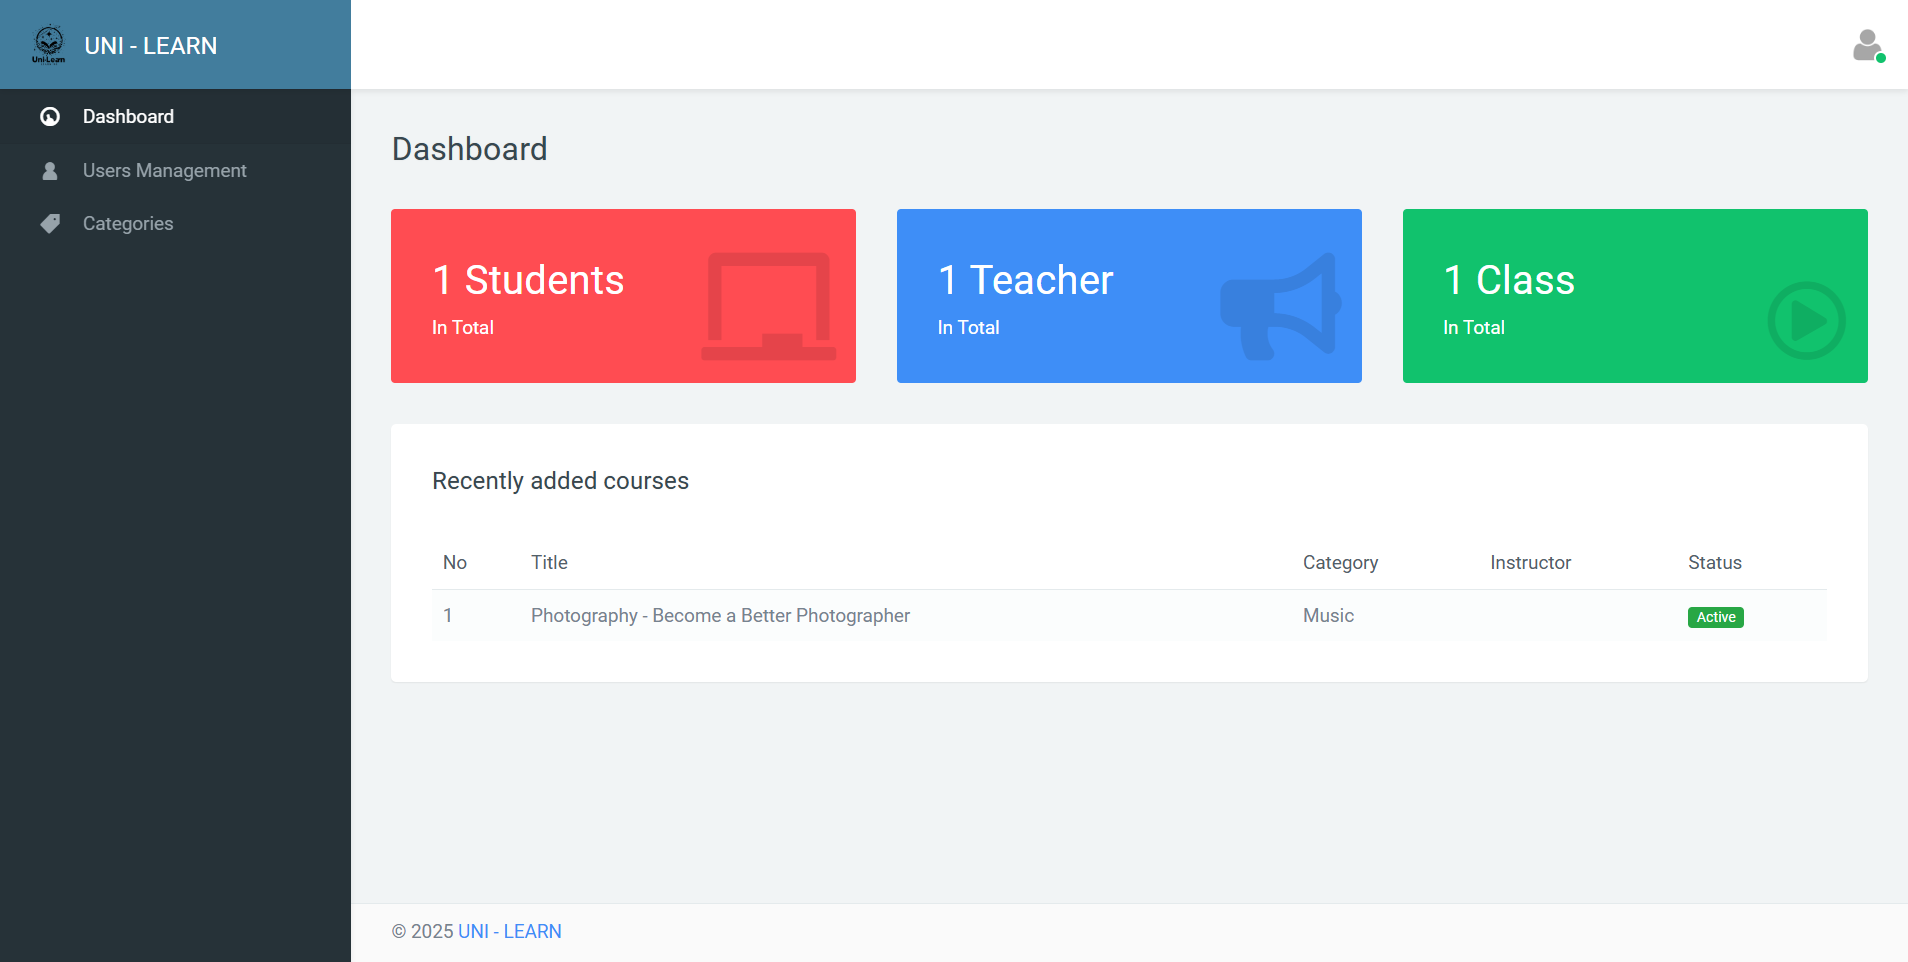 Uni-Learn
UNI - LEARN
Dashboard
Users Management
Categories
Dashboard
1 Students
In Total
1 Teacher
In Total
1 Class
In Total
Recently added courses
No Title Category Instructor Status
1 Photography - Become a Better Photographer Music Active
© 2025 UNI - LEARN